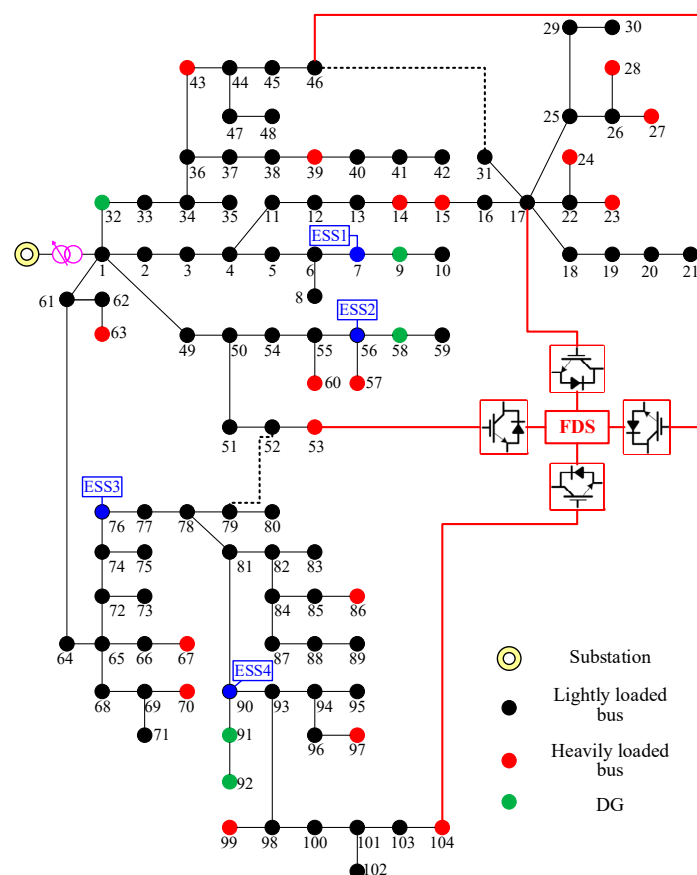 29 30
43 44 45 46 28
47 48 25 26 27
24
36 37 38 39 40 41 42 31
32 33 34 35 11 12 13 14 15 16 17 22 23
ESS1
1 2 3 4 5 6 7 9 10 18 19 20 21
61 62 8
ESS2
63 49 50 54 55 56 58 59
60 57
FDS
51 52 53
ESS3
76 77 78 79 80
74 75 81 82 83
72 73 84 85 86
64 65 66 67 87 88 89
ESS4
68 69 70 90 93 94 95
71 91 96 97
92
99 98 100 101 103 104
102
Substation
Lightly loaded
bus
Heavily loaded
bus
DG